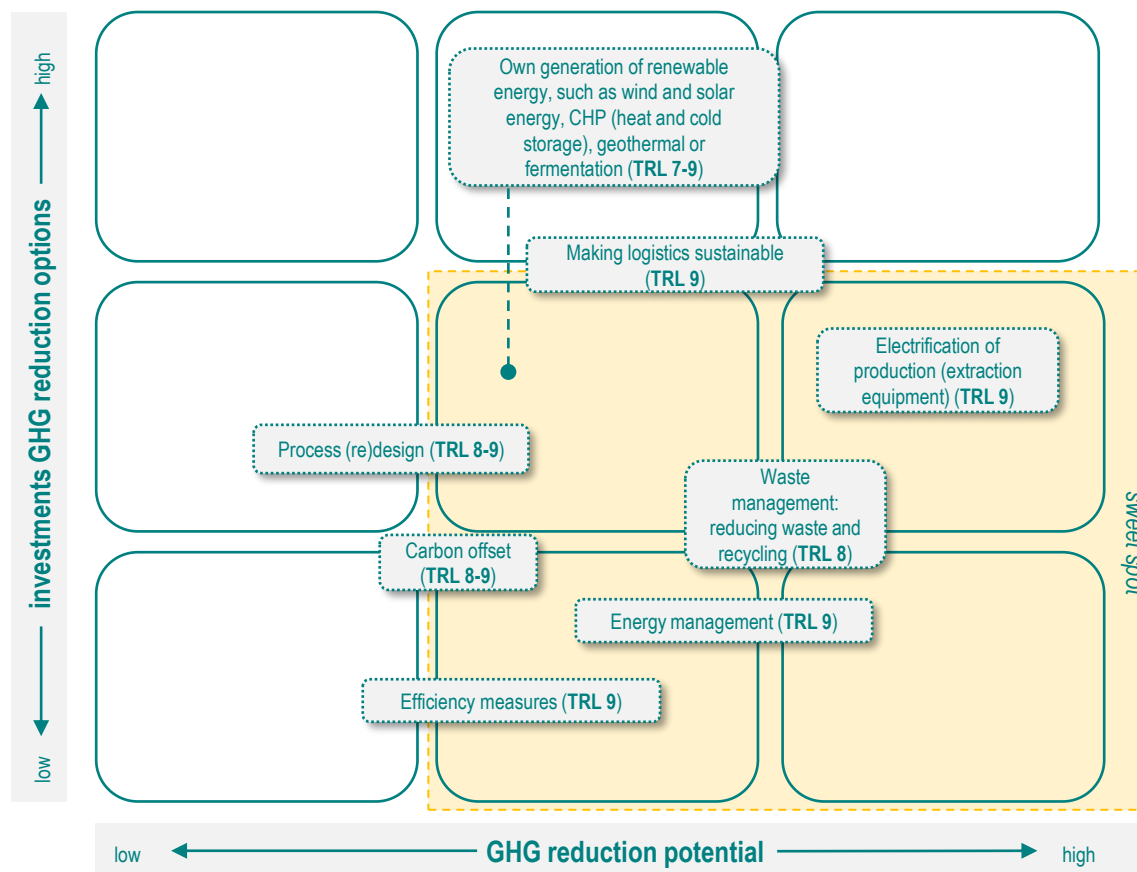 high
investments GHG reduction options
low
Own generation of renewable
energy, such as wind and solar
energy, CHP (heat and cold
storage), geothermal or
fermentation (TRL 7-9)
Making logistics sustainable
(TRL 9)
Electrification of
production (extraction
equipment) (TRL 9)
Process (re)design (TRL 8-9)
Waste
management:
reducing waste and
recycling (TRL 8)
sweet spot
Carbon offset
(TRL 8-9)
Energy management (TRL 9)
Efficiency measures (TRL 9)
low
GHG reduction potential
high